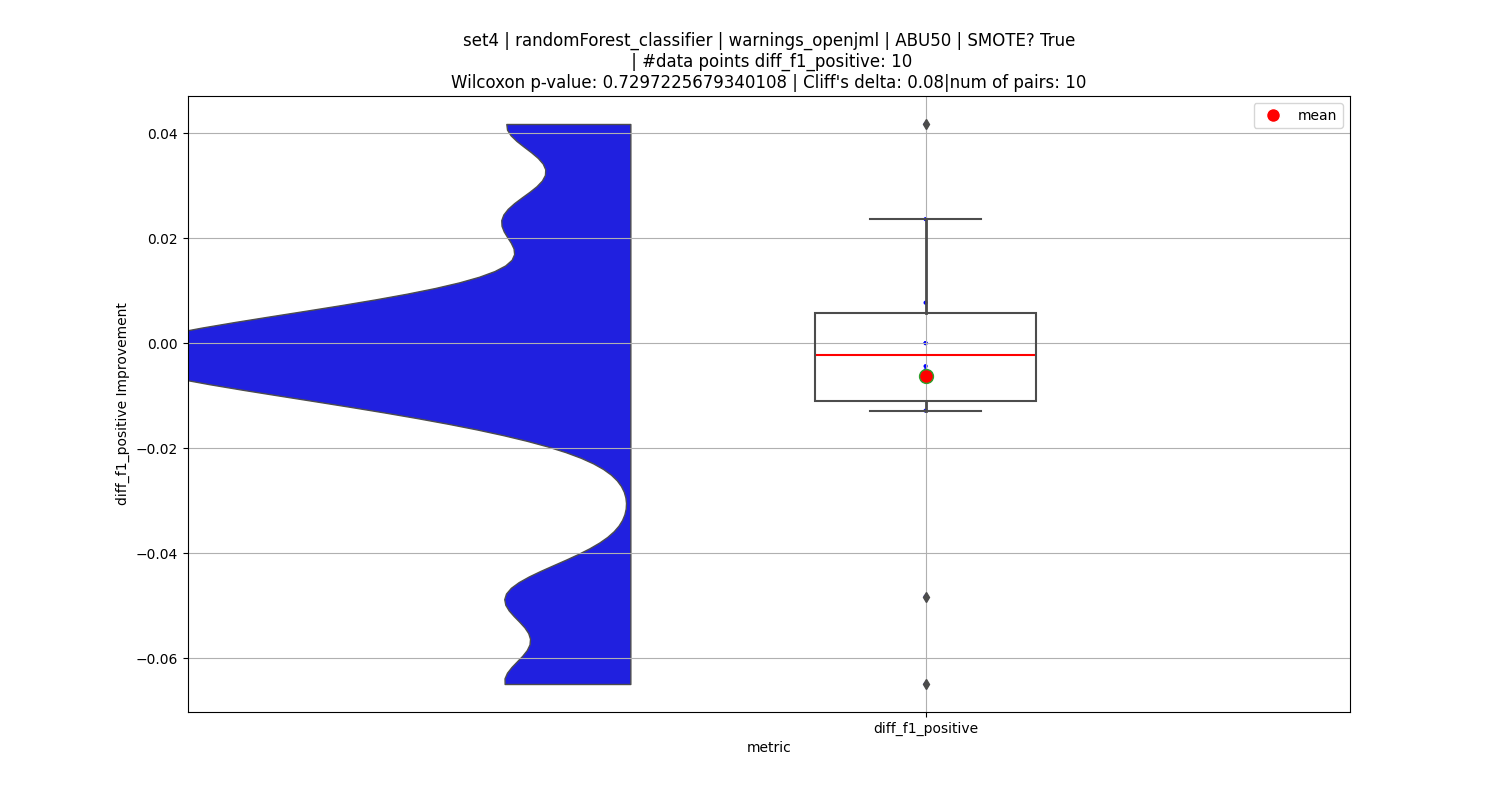 set4 | randomForest_classifier | warnings_openjml | ABU50 | SMOTE? True
| #data points diff_f1_positive: 10
Wilcoxon p-value: 0.7297225679340108 | Cliff's delta: 0.08|num of pairs: 10
mean
0.04
0.02
0.00
−0.02
−0.04
−0.06
diff_f1_positive Improvement
diff_f1_positive
metric